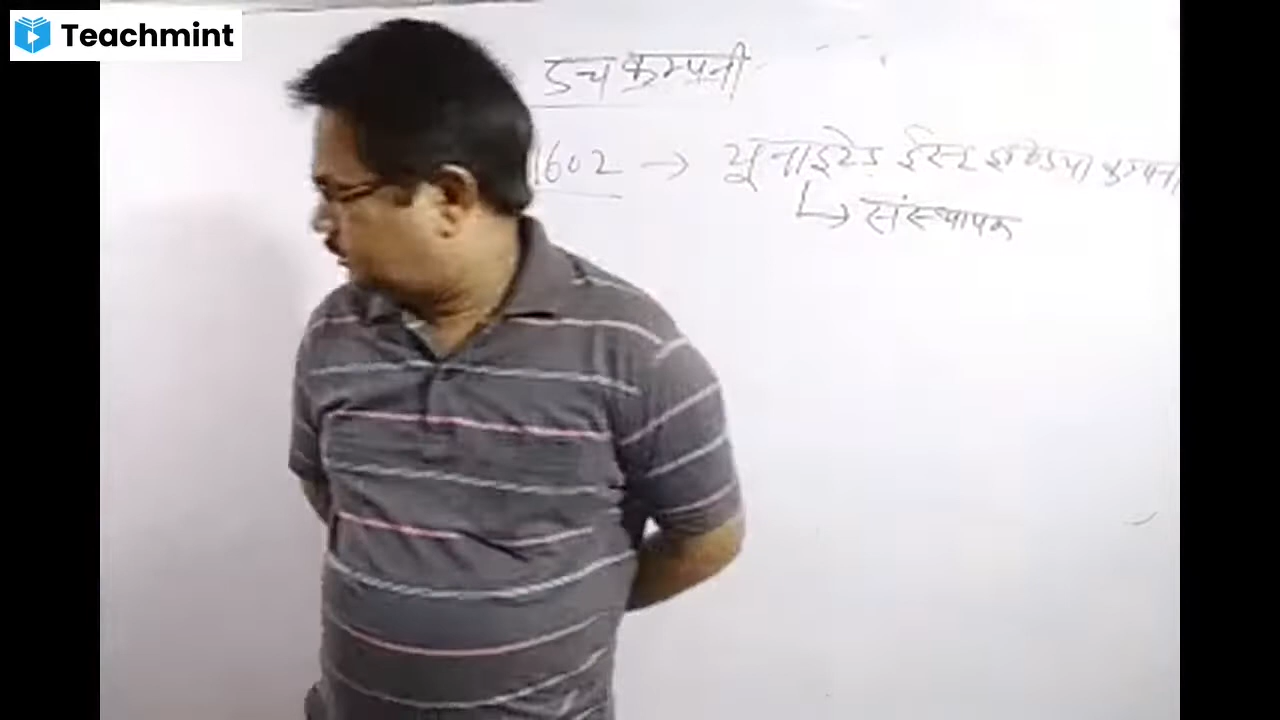 Teachmint
डच कम्पनी
1602 → यूनाइटेड ईस्ट इण्डिया कम्पनी
↳ संस्थापक